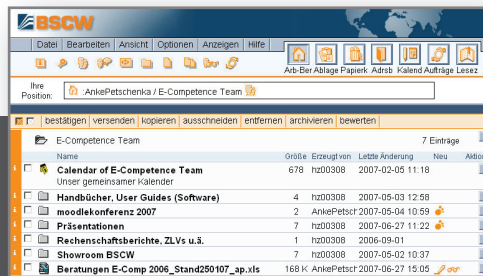 BSCW
Datei Bearbeiten Ansicht Optionen Anzeigen Hilfe
Arb-Ber Ablage Papierk Adrsb Kalend Aufträge Lesez
Ihre
Position: :AnkePetschenka / E-Competence Team
bestätigen versenden kopieren ausschneiden entfernen archivieren bewerten
E-Competence Team 7 Einträge
Name Größe Erzeugt von Letzte Änderung Neu Aktion
Calendar of E-Competence Team 678 hz00308 2007-02-05 11:18
Unser gemeinsamer Kalender
Handbücher, User Guides (Software) 4 hz00308 2007-05-03 12:58
moodlekonferenz 2007 2 AnkePetsch 2007-05-04 10:59
Präsentationen 7 hz00308 2007-06-27 11:22
Rechenschaftsberichte, ZLVs u.ä. 1 hz00308 2006-09-01
Showroom BSCW 7 hz00308 2007-05-02 10:37
Beratungen E-Comp 2006_Stand250107_ap.xls 168 K AnkePetsch 2007-06-27 15:05